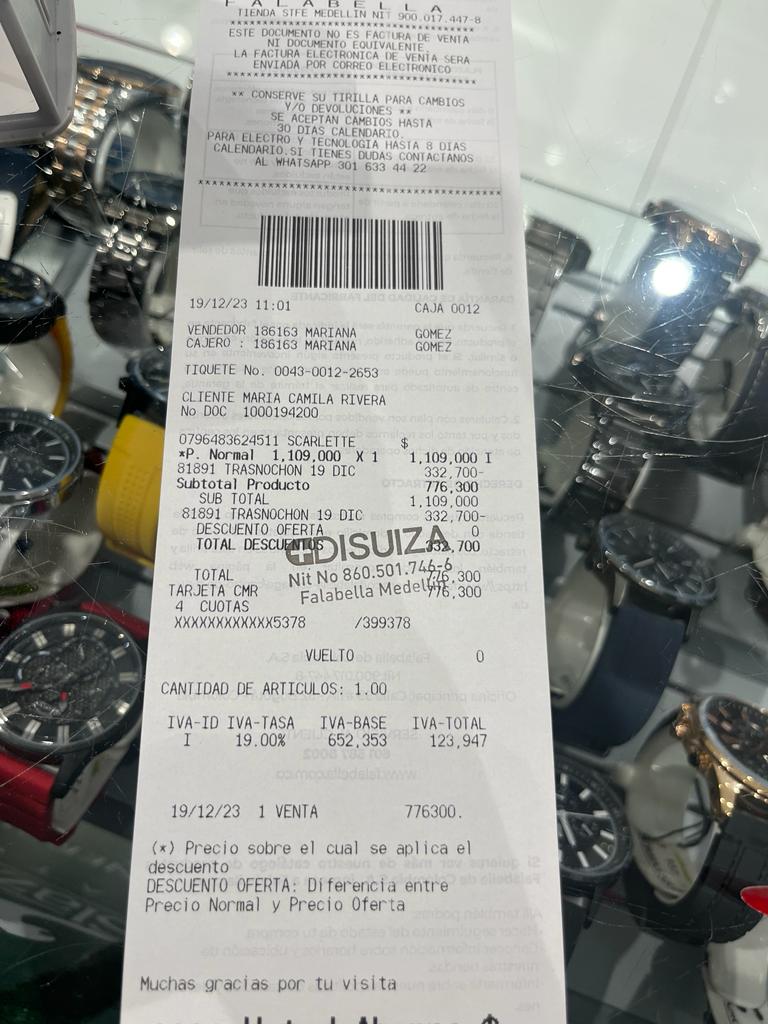 FALABELLA
TIENDA STFE MEDELLIN NIT 900.017.447-8
****************************************
ESTE DOCUMENTO NO ES FACTURA DE VENTA
NI DOCUMENTO EQUIVALENTE.
LA FACTURA ELECTRONICA DE VENTA SERA
ENVIADA POR CORREO ELECTRONICO
****************************************
** CONSERVE SU TIRILLA PARA CAMBIOS
Y/O DEVOLUCIONES **
SE ACEPTAN CAMBIOS HASTA
30 DIAS CALENDARIO.
PARA ELECTRO Y TECNOLOGIA HASTA 8 DIAS
CALENDARIO.SI TIENES DUDAS CONTACTANOS
AL WHATSAPP 301 633 44 22
****************************************
19/12/23 11:01 CAJA 0012
VENDEDOR 186163 MARIANA GOMEZ
CAJERO : 186163 MARIANA GOMEZ
TIQUETE No. 0043-0012-2653
CLIENTE MARIA CAMILA RIVERA
No DOC 1000194200
0796483624511 SCARLETTE $
*P. Normal 1,109,000 X 1 1,109,000 I
81891 TRASNOCHON 19 DIC 332,700-
Subtotal Producto 776,300
SUB TOTAL 1,109,000
81891 TRASNOCHON 19 DIC 332,700-
DESCUENTO OFERTA 0
TOTAL DESCUENTOS 332,700
DISUIZA
Nit No 860.501.746-6
Falabella Medellin
TOTAL 776,300
TARJETA CMR 776,300
4 CUOTAS
XXXXXXXXXXXX5378 /399378
VUELTO 0
CANTIDAD DE ARTICULOS: 1.00
IVA-ID IVA-TASA IVA-BASE IVA-TOTAL
I 19.00% 652,353 123,947
19/12/23 1 VENTA 776300.
(*) Precio sobre el cual se aplica el
descuento
DESCUENTO OFERTA: Diferencia entre
Precio Normal y Precio Oferta
Muchas gracias por tu visita